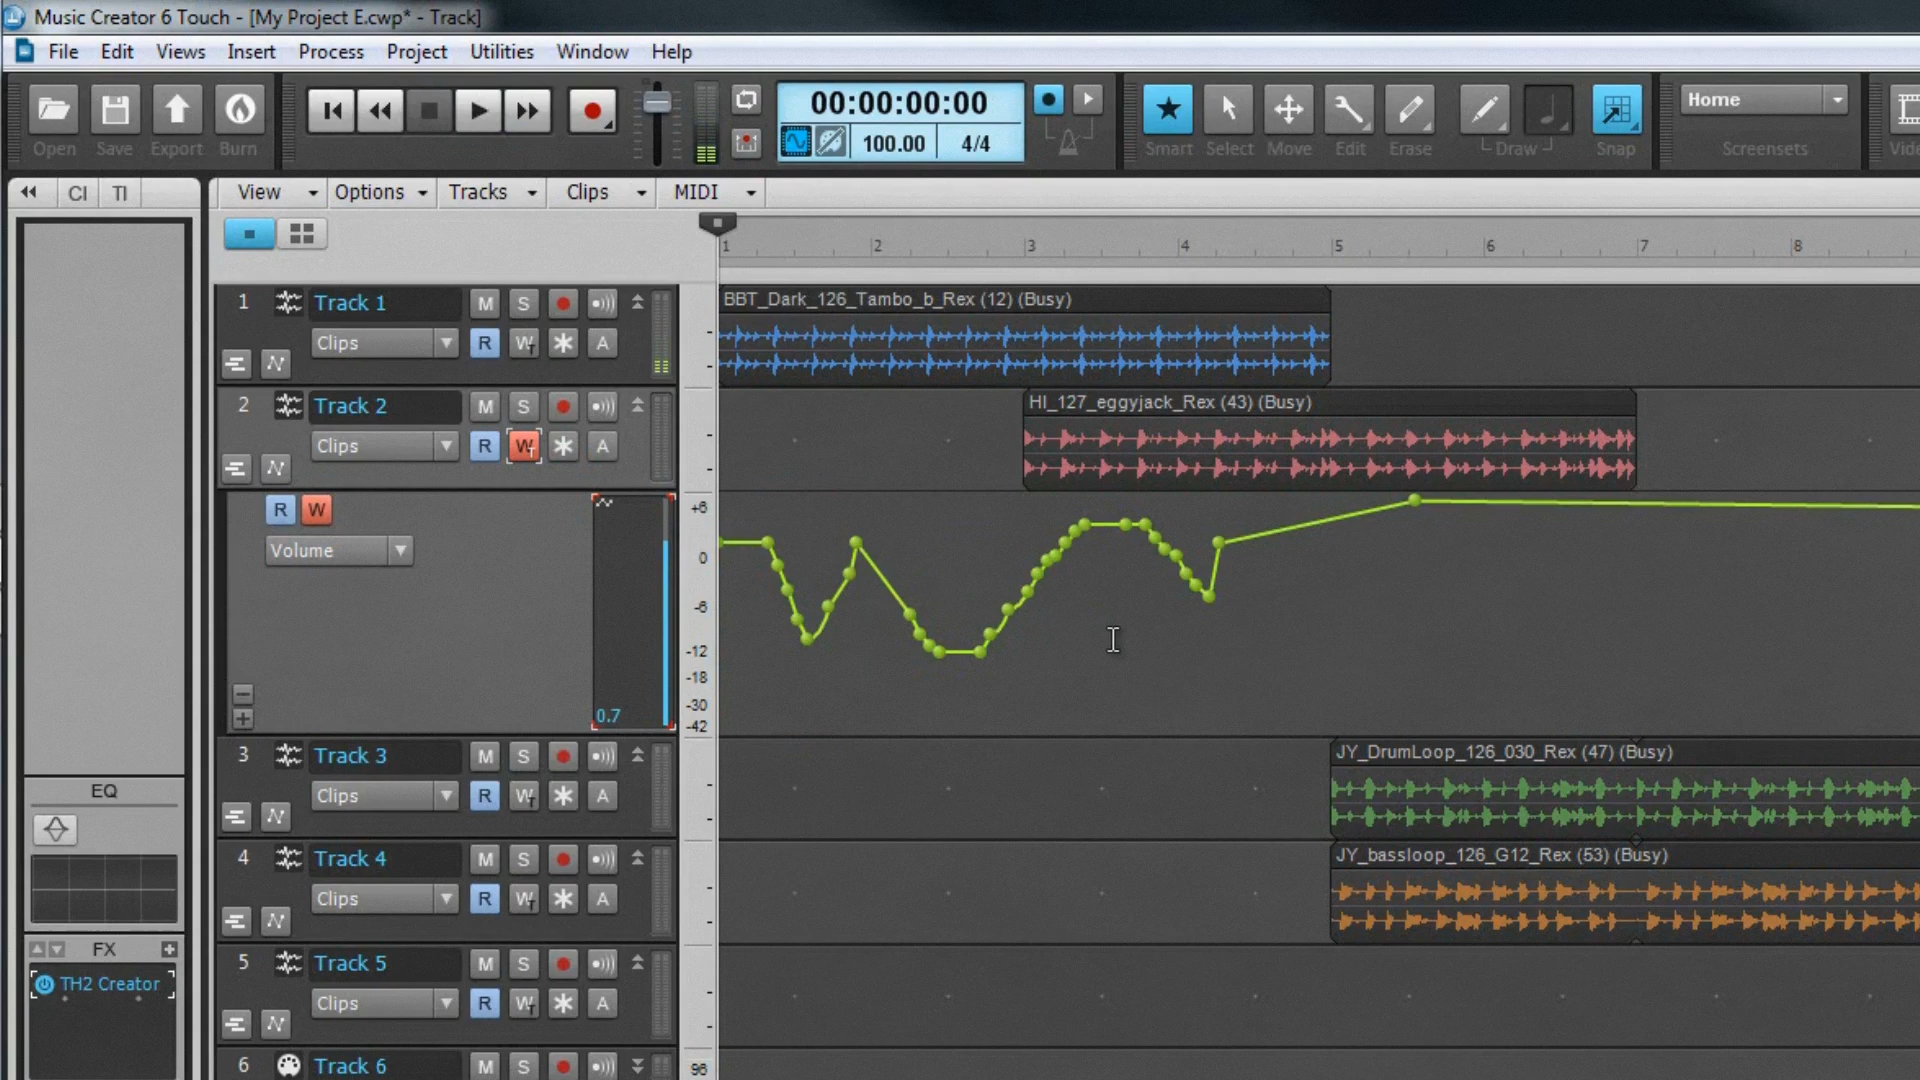 Music Creator 6 Touch - [My Project E.cwp* - Track]
File Edit Views Insert Process Project Utilities Window Help
00:00:00:00
100.00 4/4
Home
Open Save Export Burn
Smart Select Move Edit Erase Draw Snap Screensets
CI TI
View Options Tracks Clips MIDI
1 2 3 4 5 6 7 8
1 Track 1 M S
Clips R W * A
BBT_Dark_126_Tambo_b_Rex (12) (Busy)
2 Track 2 M S
Clips R W * A
HI_127_eggyjack_Rex (43) (Busy)
R W
Volume
0.7
+6
0
-6
-12
-18
-30
-42
3 Track 3 M S
Clips R W * A
JY_DrumLoop_126_030_Rex (47) (Busy)
4 Track 4 M S
Clips R W * A
JY_bassloop_126_G12_Rex (53) (Busy)
5 Track 5 M S
Clips R W * A
6 Track 6 M S
96
EQ
FX
TH2 Creator